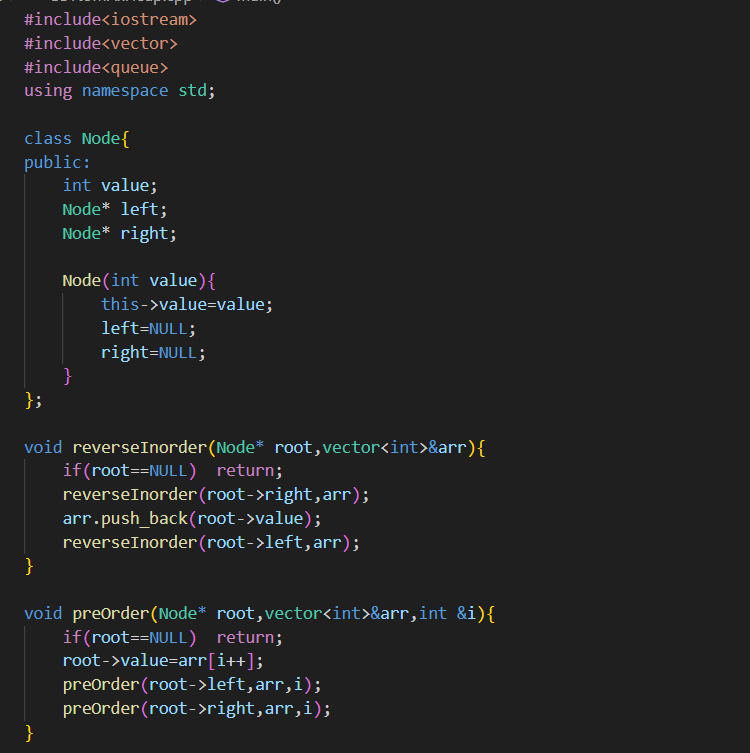 #include<iostream>
#include<vector>
#include<queue>
using namespace std;
class Node{
public:
    int value;
    Node* left;
    Node* right;
    Node(int value){
        this->value=value;
        left=NULL;
        right=NULL;
    }
};
void reverseInorder(Node* root,vector<int>&arr){
    if(root==NULL)  return;
    reverseInorder(root->right,arr);
    arr.push_back(root->value);
    reverseInorder(root->left,arr);
}
void preOrder(Node* root,vector<int>&arr,int &i){
    if(root==NULL)  return;
    root->value=arr[i++];
    preOrder(root->left,arr,i);
    preOrder(root->right,arr,i);
}